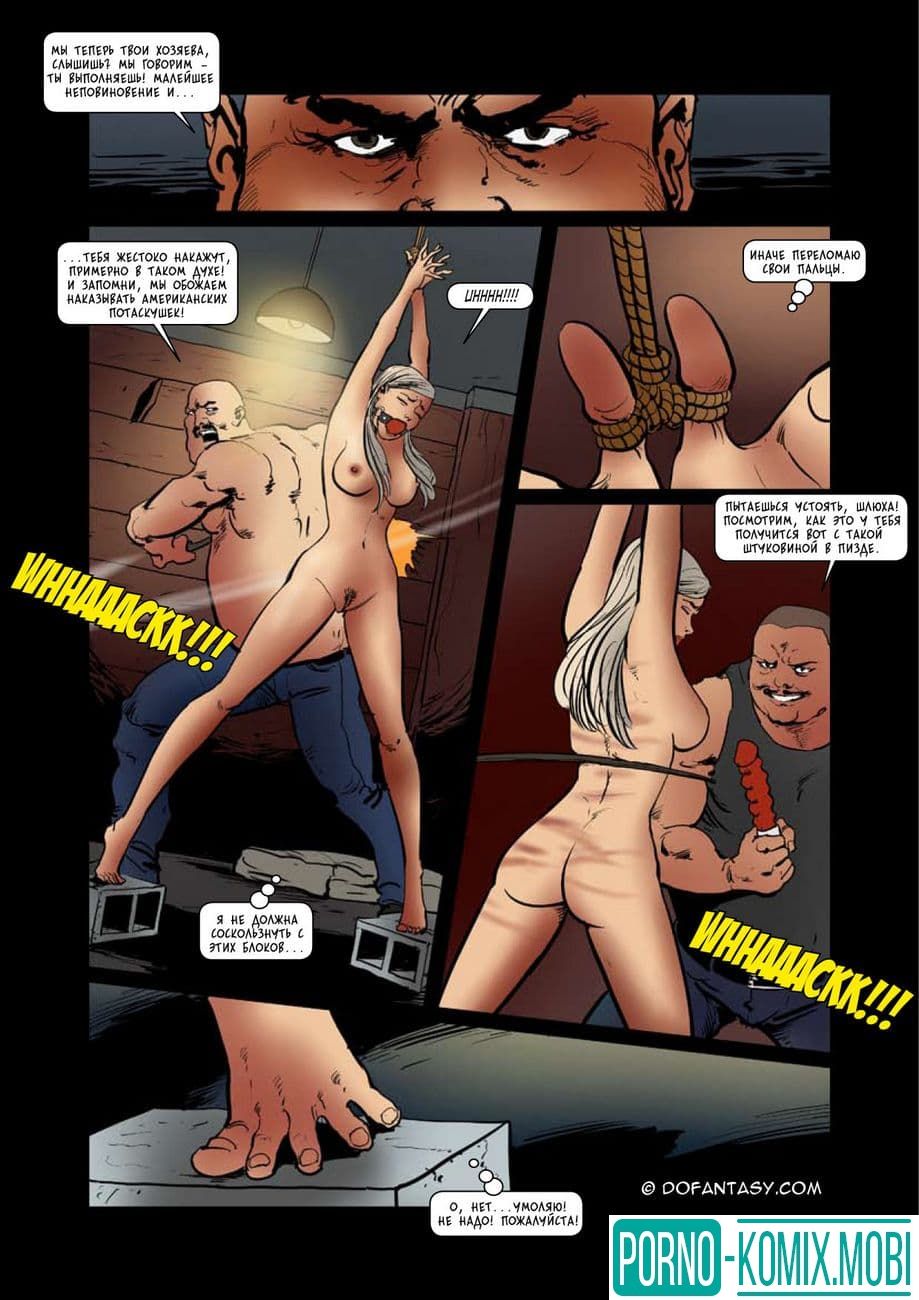 МЫ ТЕПЕРЬ ТВОИ ХОЗЯЕВА,
СЛЫШИШЬ? МЫ ГОВОРИМ -
ТЫ ВЫПОЛНЯЕШЬ! МАЛЕЙШЕЕ
НЕПОВИНОВЕНИЕ И...
...ТЕБЯ ЖЕСТОКО НАКАЖУТ,
ПРИМЕРНО В ТАКОМ ДУХЕ!
И ЗАПОМНИ, МЫ ОБОЖАЕМ
НАКАЗЫВАТЬ АМЕРИКАНСКИХ
ПОТАСКУШЕК!
UHHHH!!!!
WHHAAACKK!!!
Я НЕ ДОЛЖНА
СОСКОЛЬЗНУТЬ С
ЭТИХ БЛОКОВ...
ИНАЧЕ ПЕРЕЛОМАЮ
СВОИ ПАЛЬЦЫ.
ПЫТАЕШЬСЯ УСТОЯТЬ, ШЛЮХА!
ПОСМОТРИМ, КАК ЭТО У ТЕБЯ
ПОЛУЧИТСЯ ВОТ С ТАКОЙ
ШТУКОВИНОЙ В ПИЗДЕ.
WHHAAAACKK!!!
О, НЕТ...УМОЛЯЮ!
НЕ НАДО! ПОЖАЛУЙСТА!
© DOFANTASY.COM
PORNO-KOMIX.MOBI